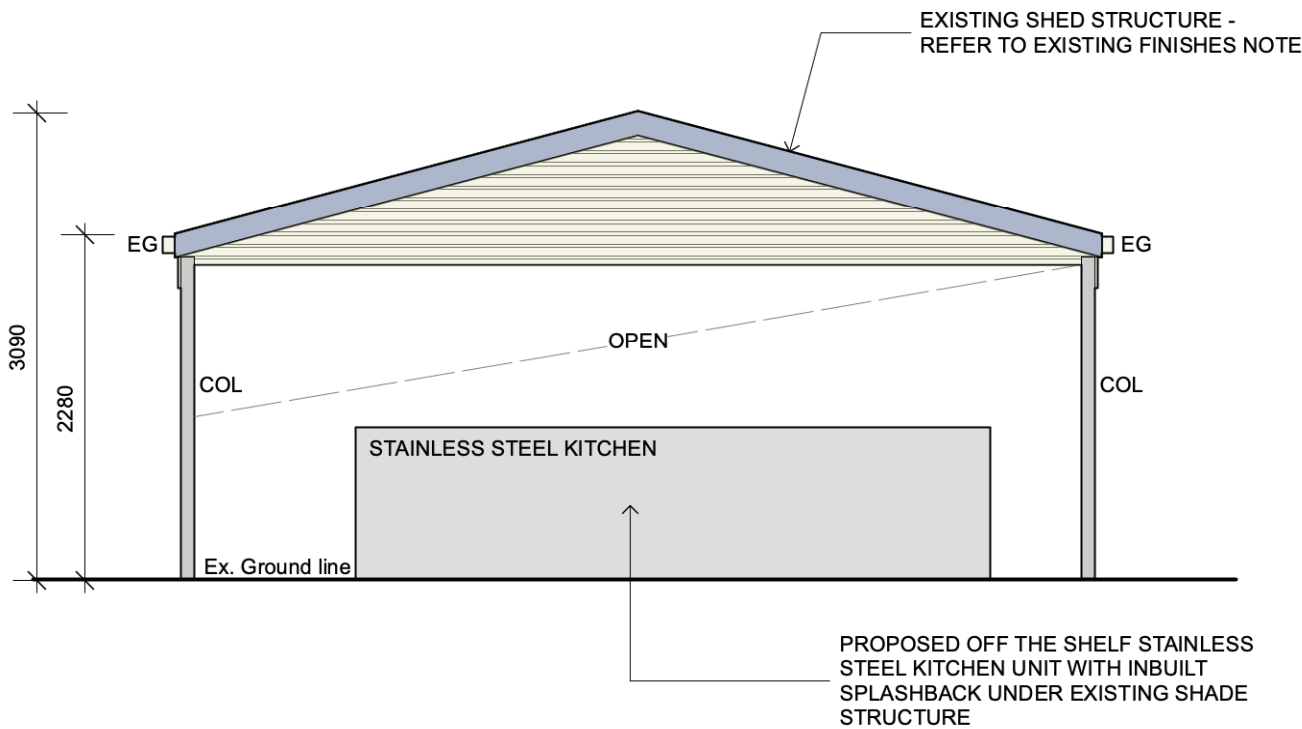 EXISTING SHED STRUCTURE -
REFER TO EXISTING FINISHES NOTE
EG
EG
3090
2280
OPEN
COL
COL
STAINLESS STEEL KITCHEN
Ex. Ground line
PROPOSED OFF THE SHELF STAINLESS
STEEL KITCHEN UNIT WITH INBUILT
SPLASHBACK UNDER EXISTING SHADE
STRUCTURE